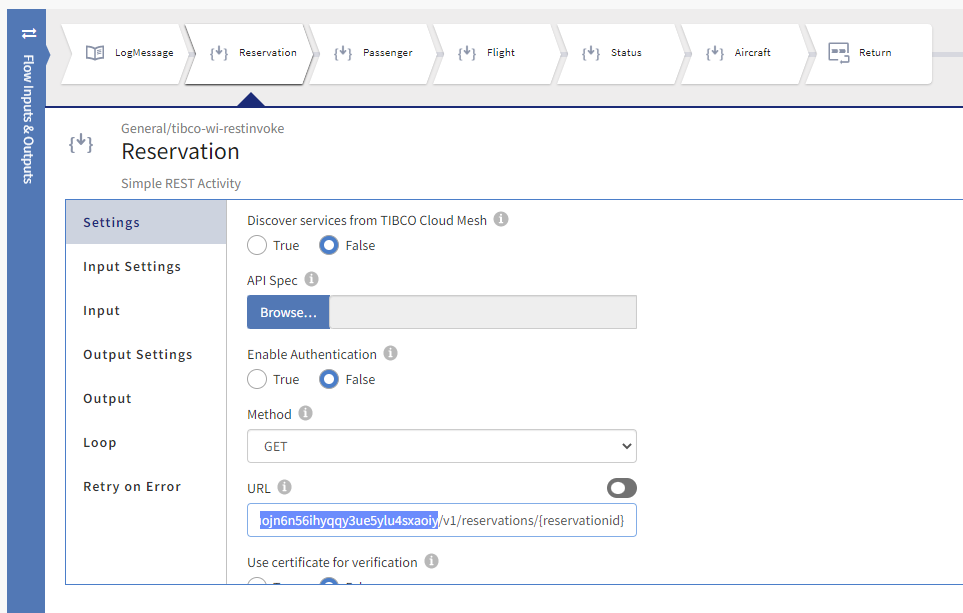 Flow Inputs & Outputs
LogMessage
Reservation
Passenger
Flight
Status
Aircraft
Return
General/tibco-wi-restinvoke
Reservation
Simple REST Activity
Settings
Input Settings
Input
Output Settings
Output
Loop
Retry on Error
Discover services from TIBCO Cloud Mesh
True False
API Spec
Browse...
Enable Authentication
True False
Method
GET
URL
ojn6n56ihyqqy3ue5ylu4sxaoiy/v1/reservations/{reservationid}
Use certificate for verification